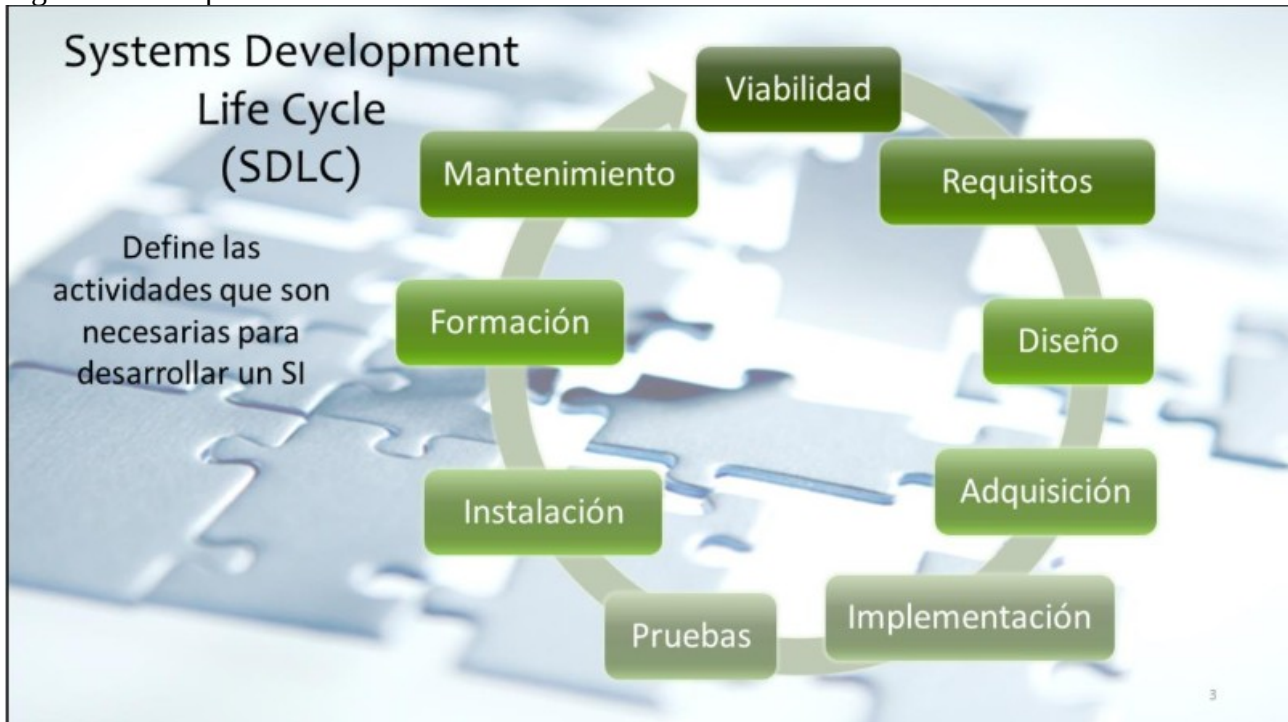 Systems Development
Life Cycle
(SDLC)
Define las
actividades que son
necesarias para
desarrollar un SI
Viabilidad
Requisitos
Diseño
Adquisición
Implementación
Pruebas
Instalación
Formación
Mantenimiento
3